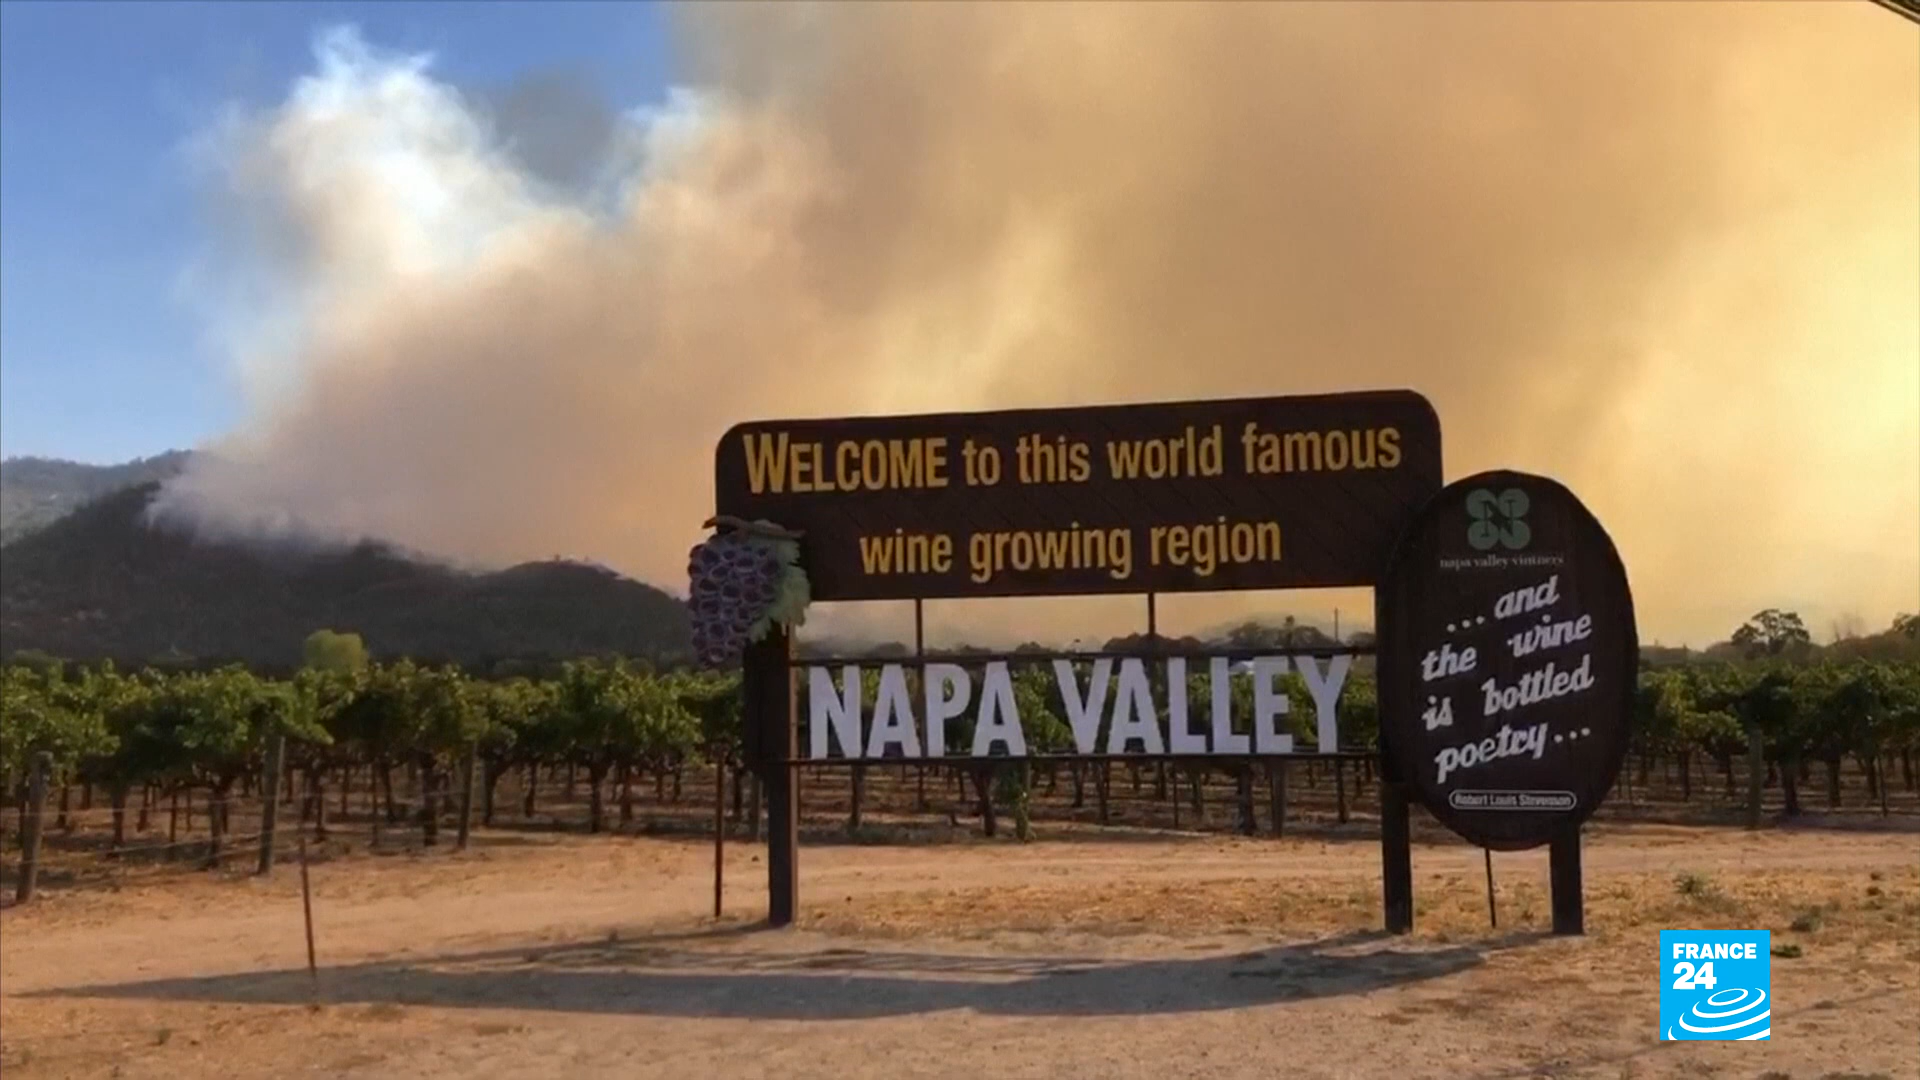 WELCOME to this world famous
wine growing region
NAPA VALLEY
napa valley vintners
... and
the wine
is bottled
poetry ...
Robert Louis Stevenson
FRANCE
24